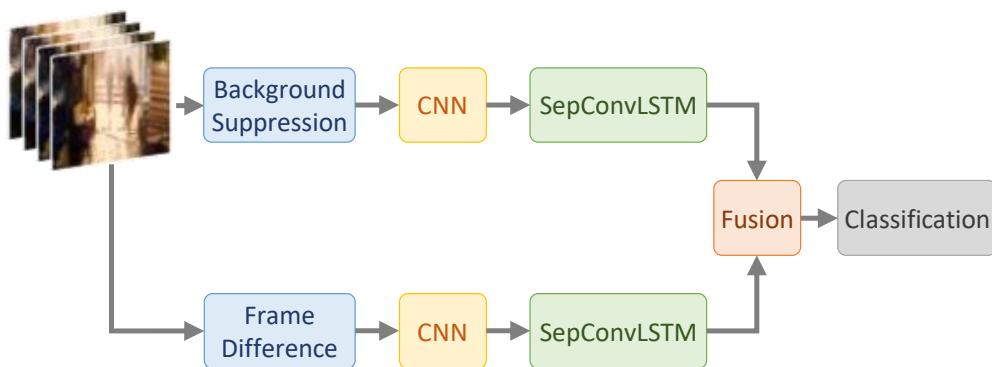 Background
Suppression
CNN
SepConvLSTM
Fusion
Classification
Frame
Difference
CNN
SepConvLSTM